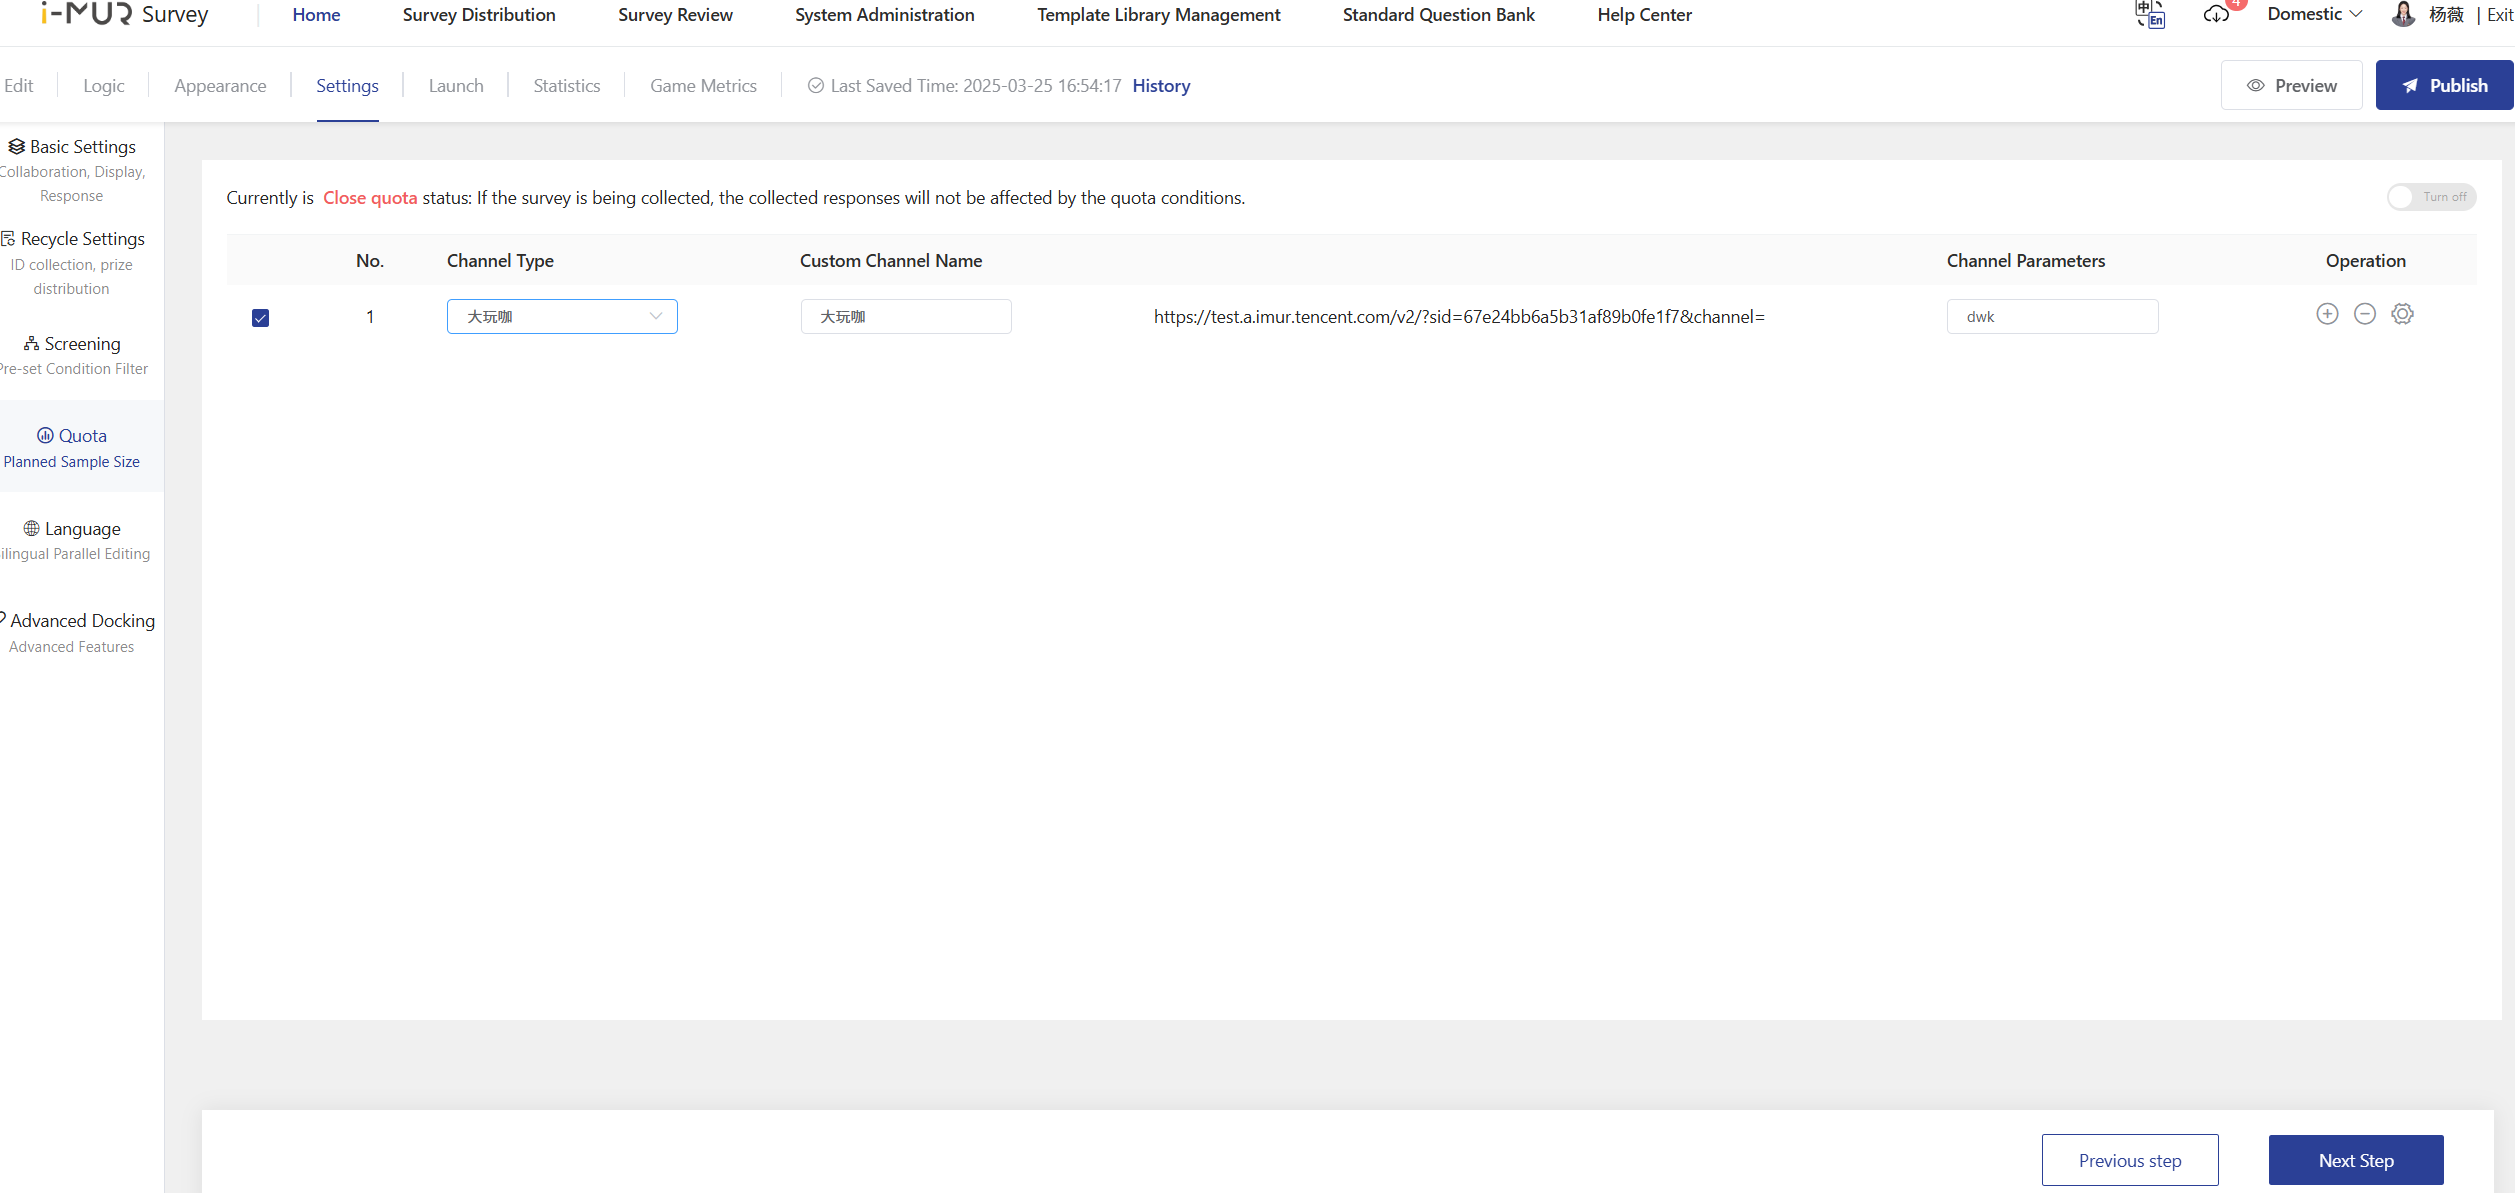 i-MUR Survey Home Survey Distribution Survey Review System Administration Template Library Management Standard Question Bank Help Center 中 En 4 Domestic 杨薇 | Exit
Edit Logic Appearance Settings Launch Statistics Game Metrics Last Saved Time: 2025-03-25 16:54:17 History Preview Publish
Basic Settings
Collaboration, Display,
Response
Recycle Settings
ID collection, prize
distribution
Screening
Pre-set Condition Filter
Quota
Planned Sample Size
Language
ilingual Parallel Editing
Advanced Docking
Advanced Features
Currently is Close quota status: If the survey is being collected, the collected responses will not be affected by the quota conditions. Turn off
No. Channel Type Custom Channel Name Channel Parameters Operation
1 大玩咖 大玩咖 https://test.a.imur.tencent.com/v2/?sid=67e24bb6a5b31af89b0fe1f7&channel= dwk
Previous step Next Step